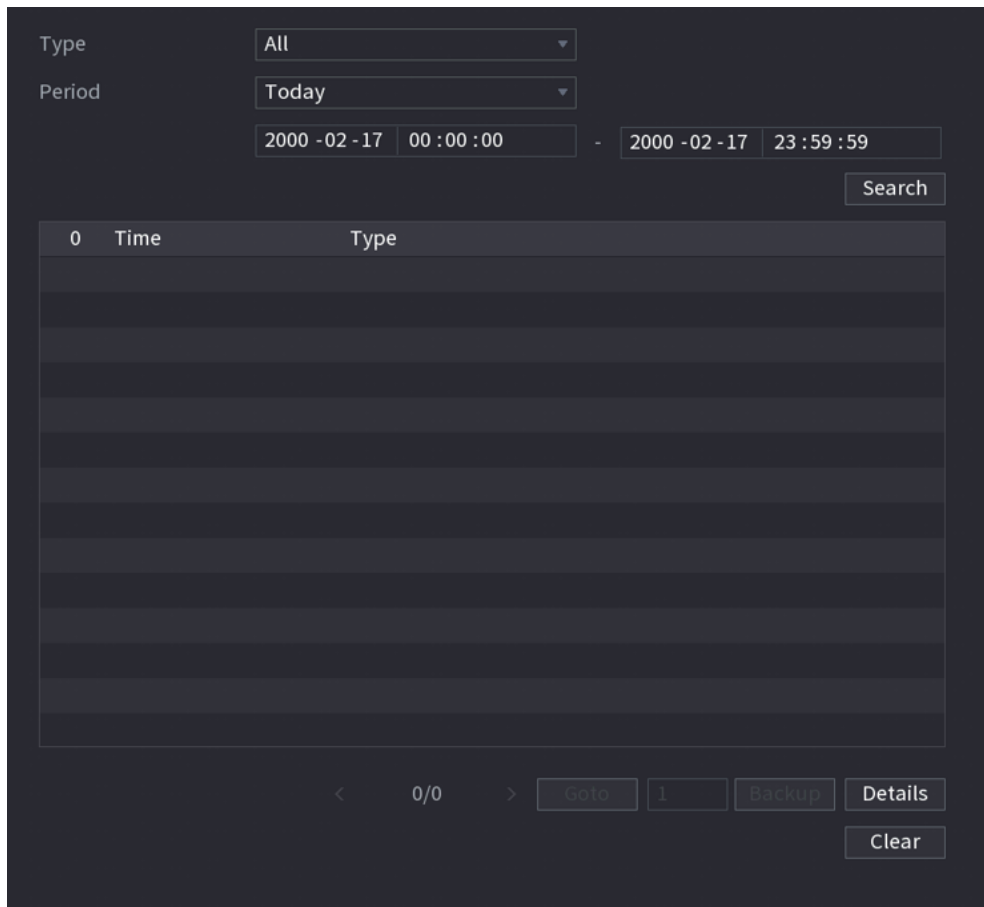 Type All
Period Today
2000 -02 -17 00 :00 :00 - 2000 -02 -17 23 :59 :59
Search
0 Time Type
< 0/0 > Goto 1 Backup Details
Clear